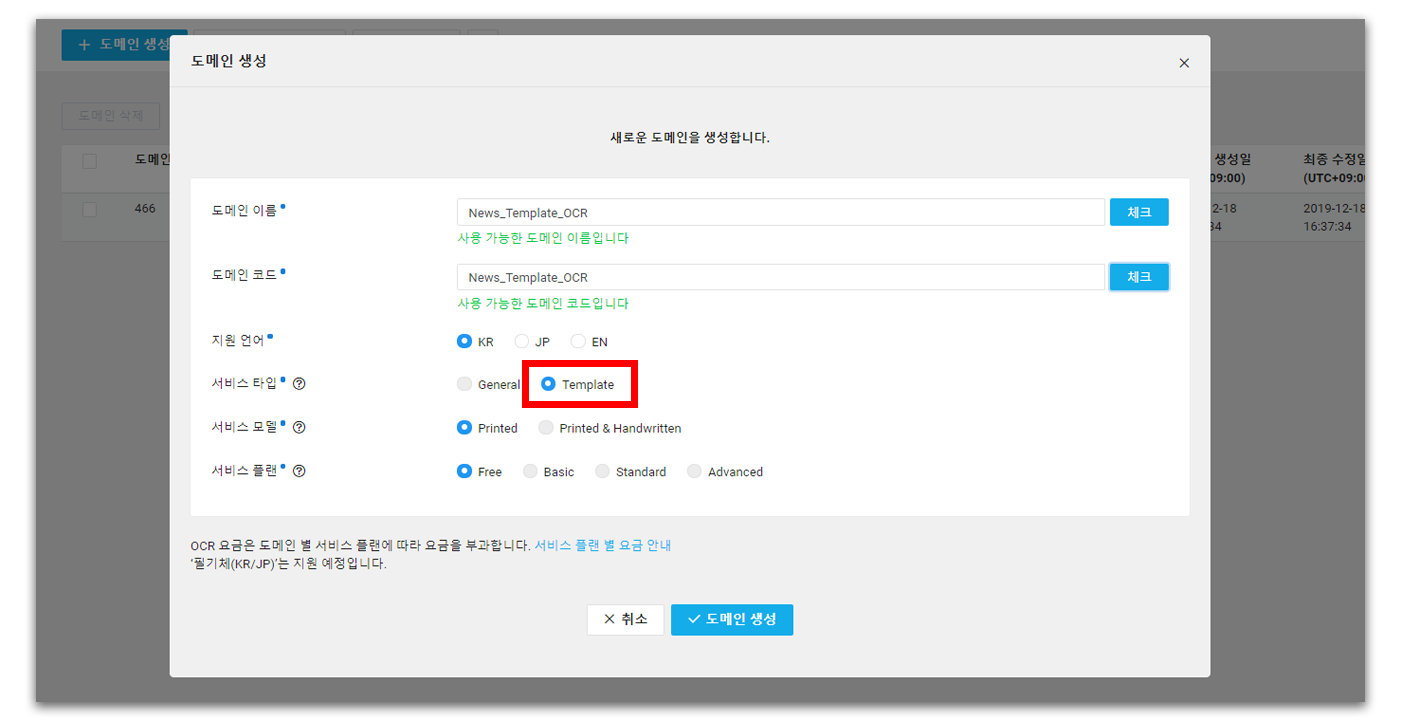 + 도메인 생성
도메인 생성
×
도메인 삭제
새로운 도메인을 생성합니다.
도메인
생성일
최종 수정일
09:00)
(UTC+09:0
466
2-18
2019-12-18
34
16:37:34
도메인 이름
News_Template_OCR
체크
사용 가능한 도메인 이름입니다
도메인 코드
News_Template_OCR
체크
사용 가능한 도메인 코드입니다
지원 언어
KR JP EN
서비스 타입 ?
General Template
서비스 모델 ?
Printed Printed & Handwritten
서비스 플랜 ?
Free Basic Standard Advanced
OCR 요금은 도메인 별 서비스 플랜에 따라 요금을 부과합니다. 서비스 플랜 별 요금 안내
'필기체(KR/JP)'는 지원 예정입니다.
× 취소
✓ 도메인 생성